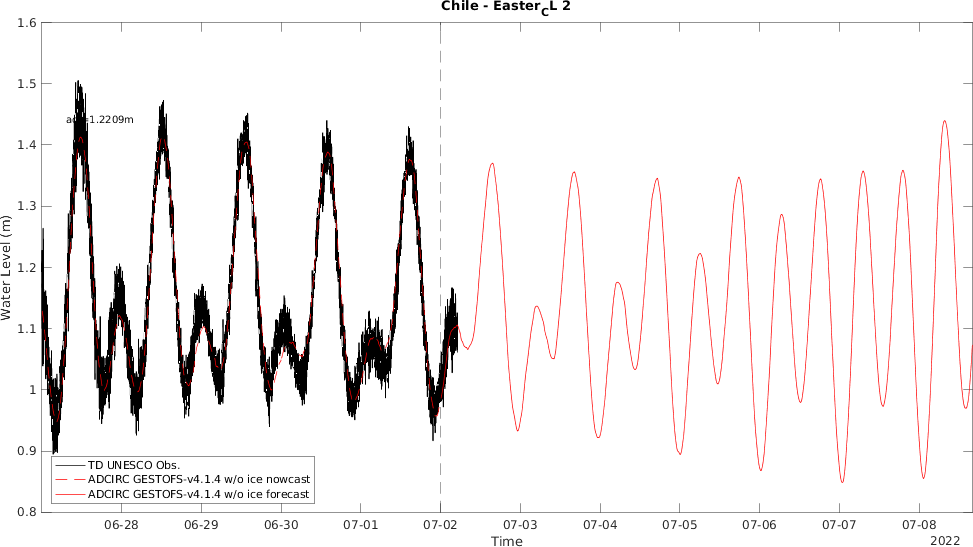 Chile - Easter_CL 2
1.6
1.5
1.4
1.3
1.2
1.1
1
0.9
0.8
Water Level (m)
=1.2209m
TD UNESCO Obs.
ADCIRC GESTOFS-v4.1.4 w/o ice nowcast
ADCIRC GESTOFS-v4.1.4 w/o ice forecast
06-28 06-29 06-30 07-01 07-02 07-03 07-04 07-05 07-06 07-07 07-08
Time
2022